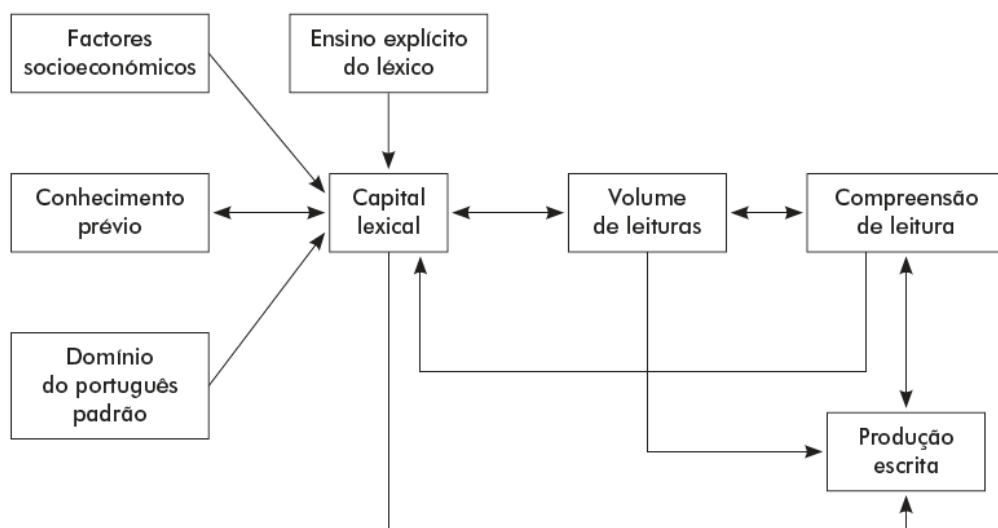 Factores
socioeconómicos
Ensino explícito
do léxico
Conhecimento
prévio
Capital
lexical
Volume
de leituras
Compreensão
de leitura
Domínio
do português
padrão
Produção
escrita